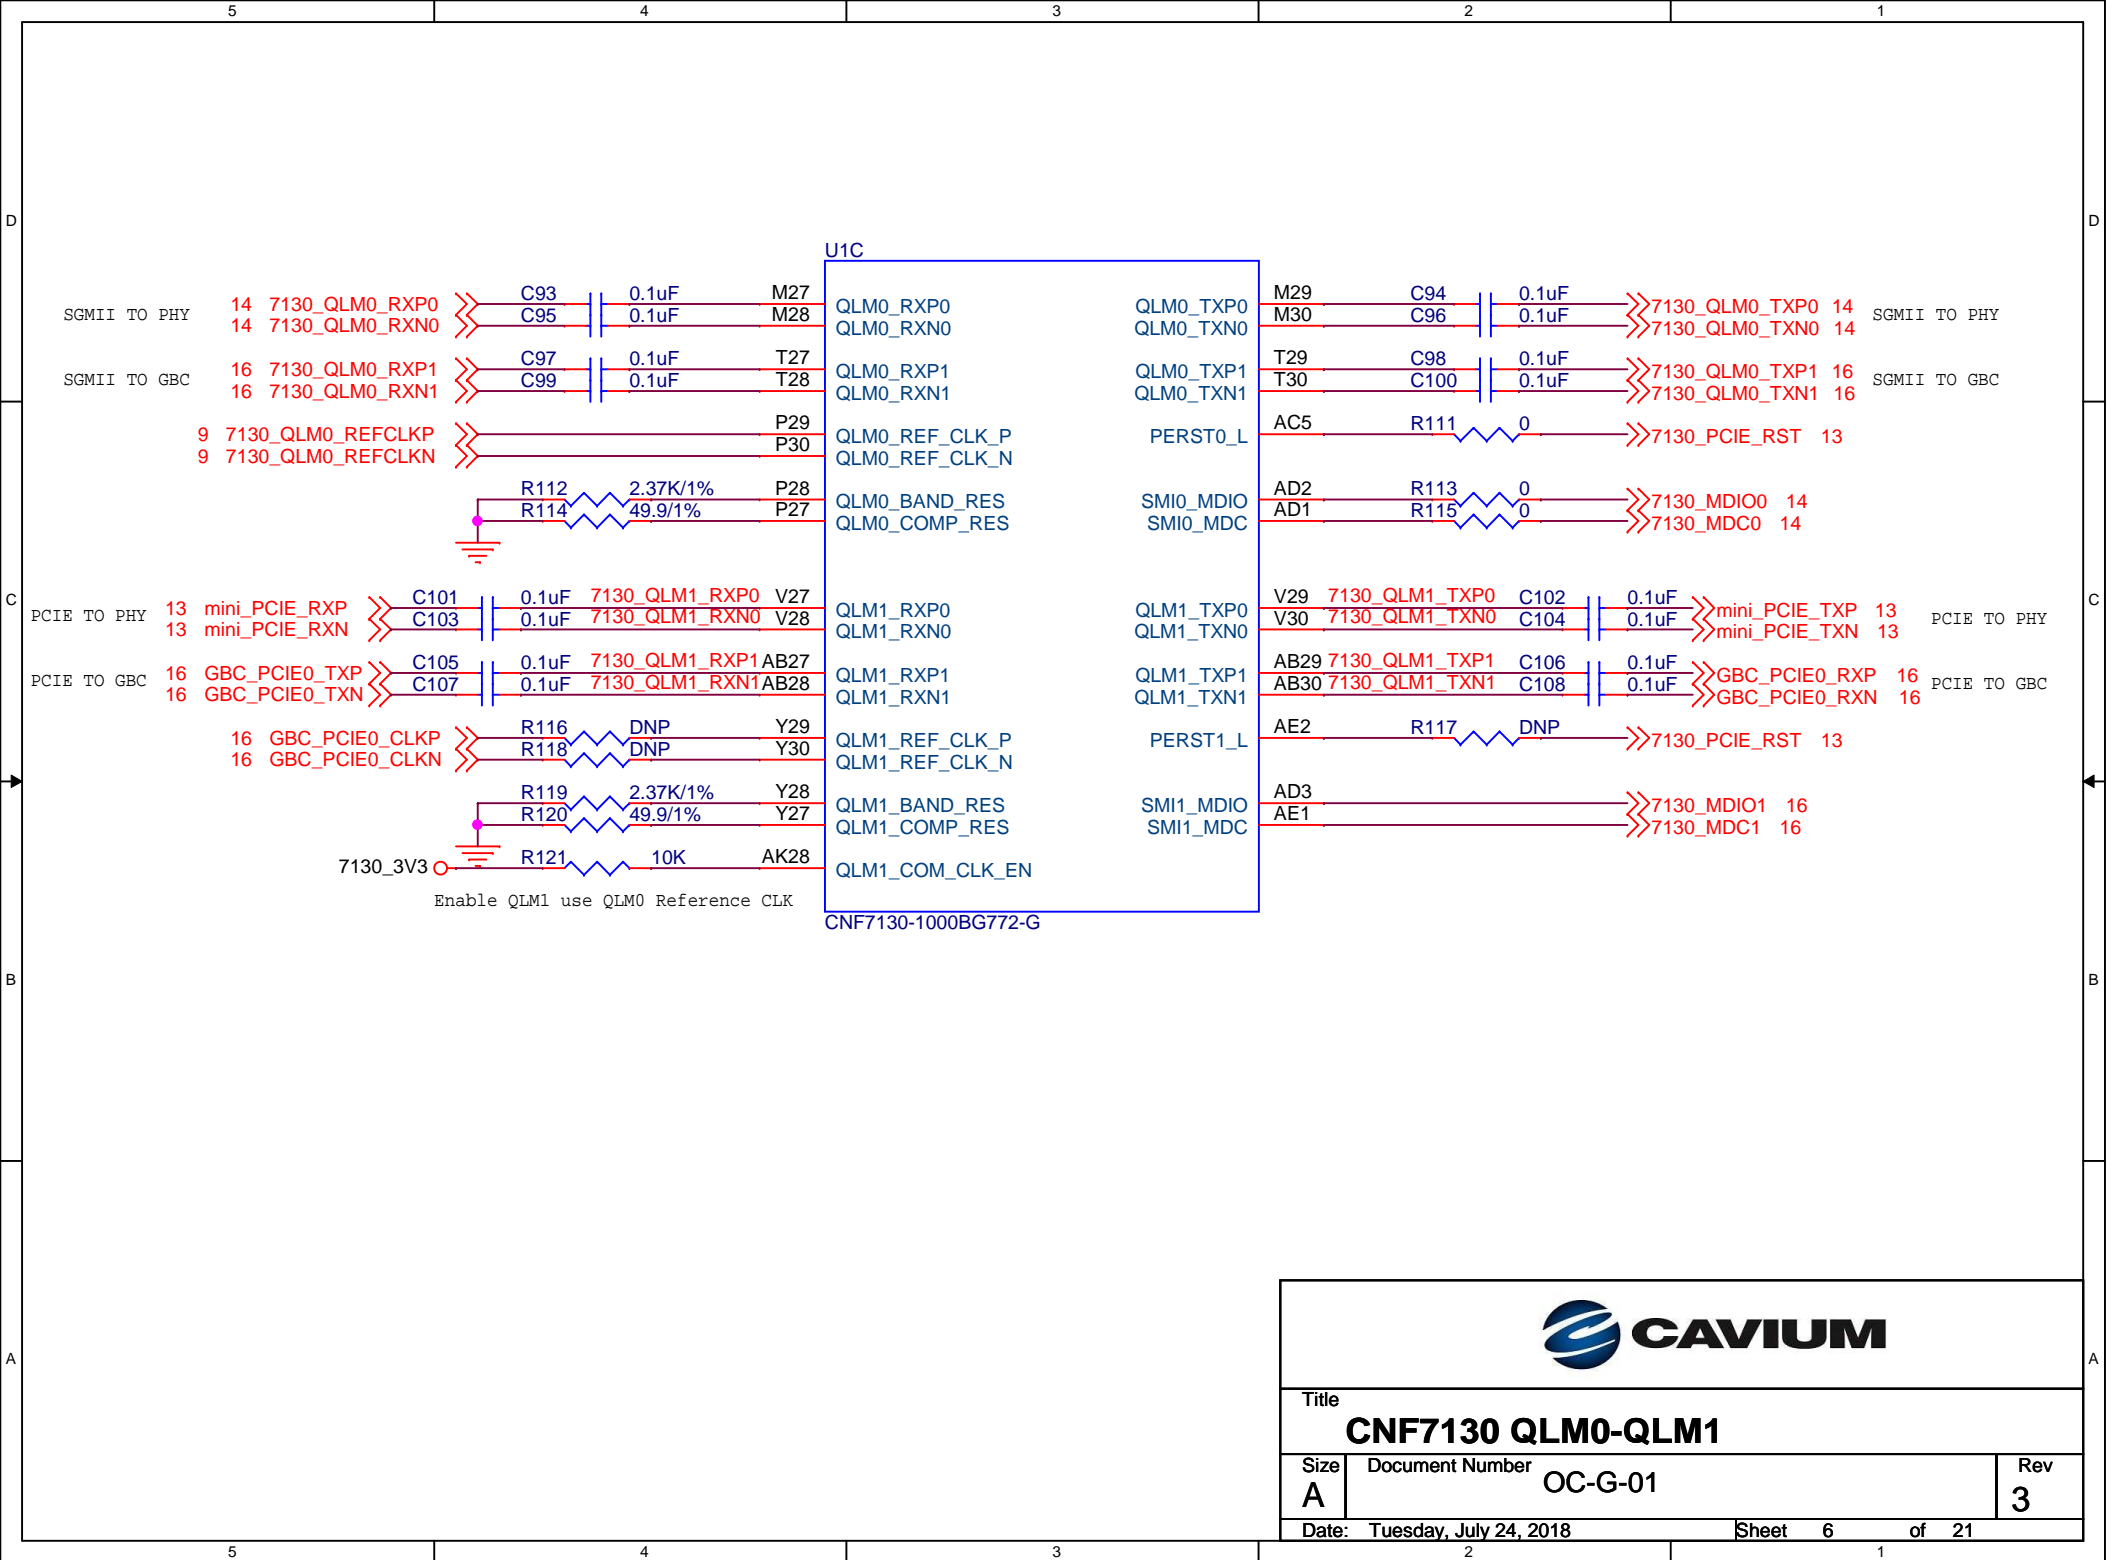 5 4 3 2 1
D D
U1C
SGMII TO PHY 14 7130_QLM0_RXP0 C93 0.1uF M27 QLM0_RXP0 QLM0_TXP0 M29 C94 0.1uF 7130_QLM0_TXP0 14 SGMII TO PHY
14 7130_QLM0_RXN0 C95 0.1uF M28 QLM0_RXN0 QLM0_TXN0 M30 C96 0.1uF 7130_QLM0_TXN0 14
SGMII TO GBC 16 7130_QLM0_RXP1 C97 0.1uF T27 QLM0_RXP1 QLM0_TXP1 T29 C98 0.1uF 7130_QLM0_TXP1 16 SGMII TO GBC
16 7130_QLM0_RXN1 C99 0.1uF T28 QLM0_RXN1 QLM0_TXN1 T30 C100 0.1uF 7130_QLM0_TXN1 16
9 7130_QLM0_REFCLKP P29 QLM0_REF_CLK_P PERST0_L AC5 R111 0 7130_PCIE_RST 13
9 7130_QLM0_REFCLKN P30 QLM0_REF_CLK_N
R112 2.37K/1% P28 QLM0_BAND_RES SMI0_MDIO AD2 R113 0 7130_MDIO0 14
R114 49.9/1% P27 QLM0_COMP_RES SMI0_MDC AD1 R115 0 7130_MDC0 14
C C
PCIE TO PHY 13 mini_PCIE_RXP C101 0.1uF 7130_QLM1_RXP0 V27 QLM1_RXP0 QLM1_TXP0 V29 7130_QLM1_TXP0 C102 0.1uF mini_PCIE_TXP 13 PCIE TO PHY
13 mini_PCIE_RXN C103 0.1uF 7130_QLM1_RXN0 V28 QLM1_RXN0 QLM1_TXN0 V30 7130_QLM1_TXN0 C104 0.1uF mini_PCIE_TXN 13
PCIE TO GBC 16 GBC_PCIE0_TXP C105 0.1uF 7130_QLM1_RXP1 AB27 QLM1_RXP1 QLM1_TXP1 AB29 7130_QLM1_TXP1 C106 0.1uF GBC_PCIE0_RXP 16 PCIE TO GBC
16 GBC_PCIE0_TXN C107 0.1uF 7130_QLM1_RXN1 AB28 QLM1_RXN1 QLM1_TXN1 AB30 7130_QLM1_TXN1 C108 0.1uF GBC_PCIE0_RXN 16
16 GBC_PCIE0_CLKP R116 DNP Y29 QLM1_REF_CLK_P PERST1_L AE2 R117 DNP 7130_PCIE_RST 13
16 GBC_PCIE0_CLKN R118 DNP Y30 QLM1_REF_CLK_N
R119 2.37K/1% Y28 QLM1_BAND_RES SMI1_MDIO AD3 7130_MDIO1 16
R120 49.9/1% Y27 QLM1_COMP_RES SMI1_MDC AE1 7130_MDC1 16
7130_3V3 R121 10K AK28 QLM1_COM_CLK_EN
Enable QLM1 use QLM0 Reference CLK
CNF7130-1000BG772-G
B B
A A
CAVIUM
Title
CNF7130 QLM0-QLM1
Size Document Number Rev
A OC-G-01 3
Date: Tuesday, July 24, 2018 Sheet 6 of 21
5 4 3 2 1